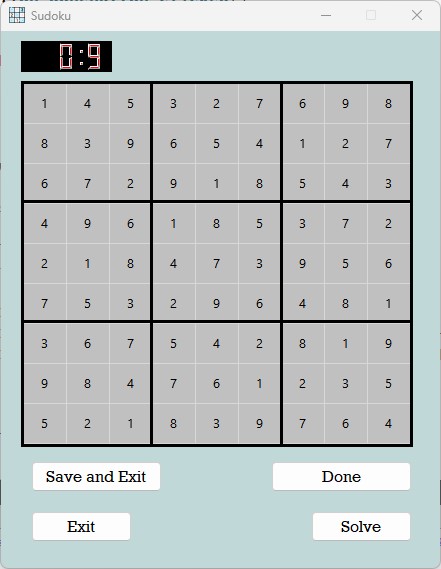 Sudoku
0:9
1 4 5 3 2 7 6 9 8
8 3 9 6 5 4 1 2 7
6 7 2 9 1 8 5 4 3
4 9 6 1 8 5 3 7 2
2 1 8 4 7 3 9 5 6
7 5 3 2 9 6 4 8 1
3 6 7 5 4 2 8 1 9
9 8 4 7 6 1 2 3 5
5 2 1 8 3 9 7 6 4
Save and Exit Done
Exit Solve